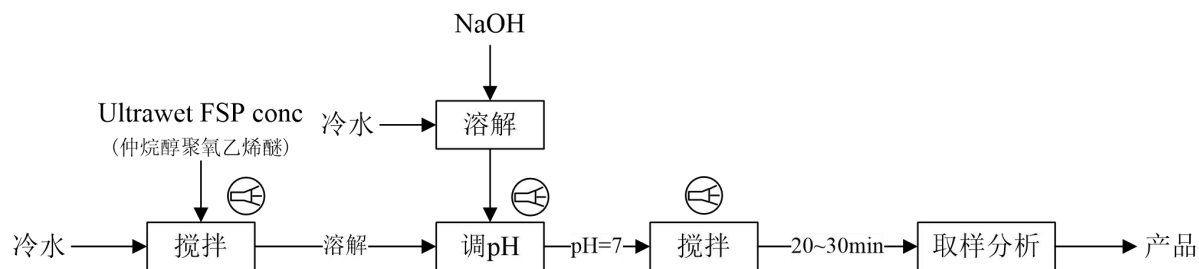 NaOH
Ultrawet FSP conc
(仲烷醇聚氧乙烯醚)
冷水
溶解
冷水
搅拌
溶解
调pH
pH=7
搅拌
20~30min
取样分析
产品